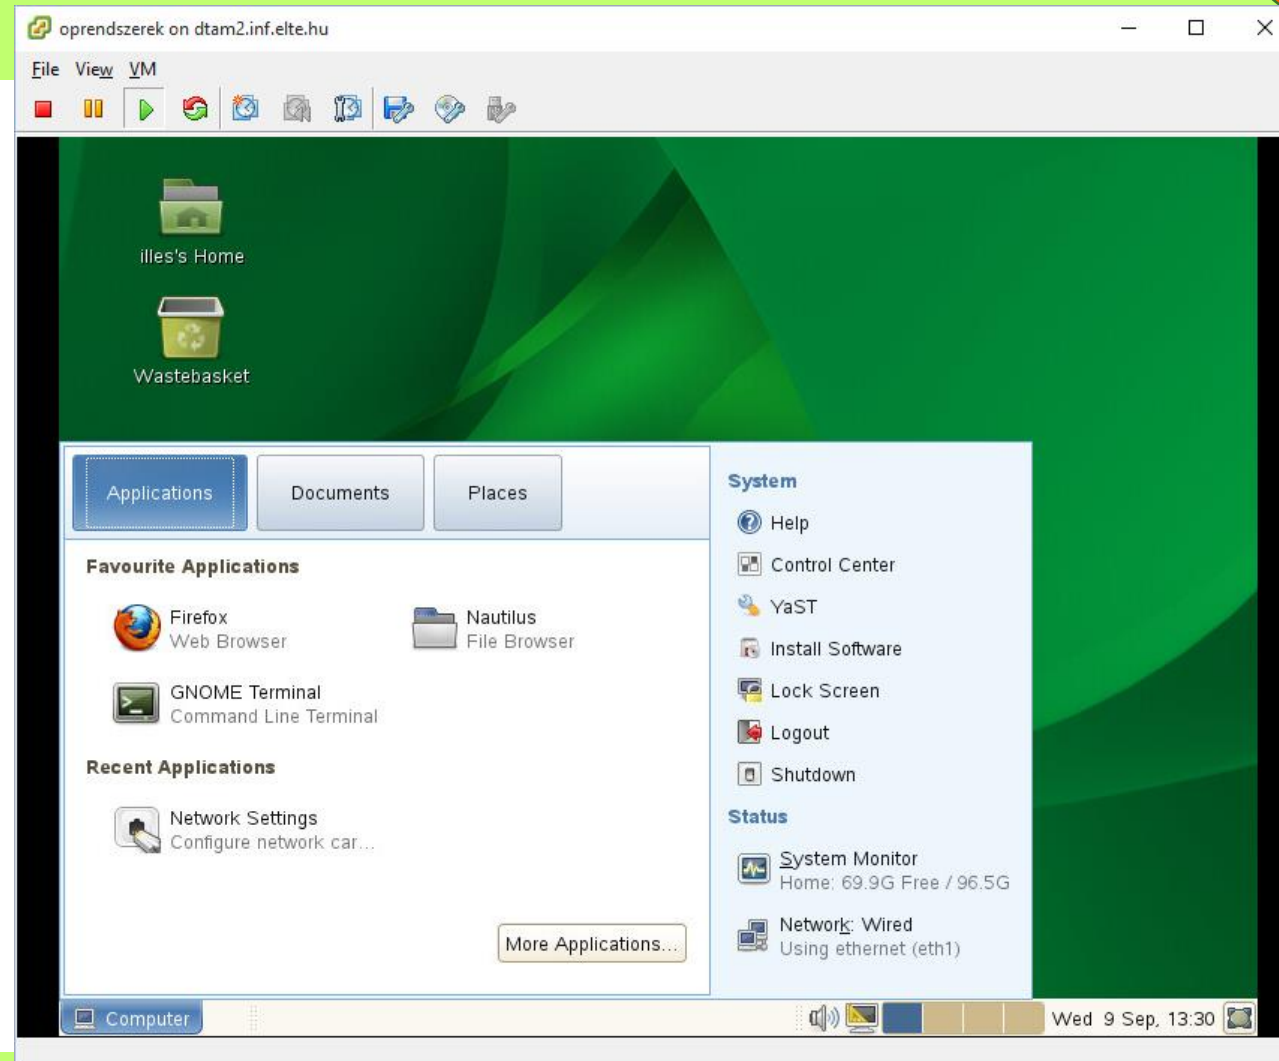 oprendszerek on dtam2.inf.elte.hu
File View VM
illes's Home
Wastebasket
Applications Documents Places
Favourite Applications
Firefox
Web Browser
Nautilus
File Browser
GNOME Terminal
Command Line Terminal
Recent Applications
Network Settings
Configure network car...
More Applications...
System
Help
Control Center
YaST
Install Software
Lock Screen
Logout
Shutdown
Status
System Monitor
Home: 69.9G Free / 96.5G
Network: Wired
Using ethernet (eth1)
Computer
Wed 9 Sep, 13:30